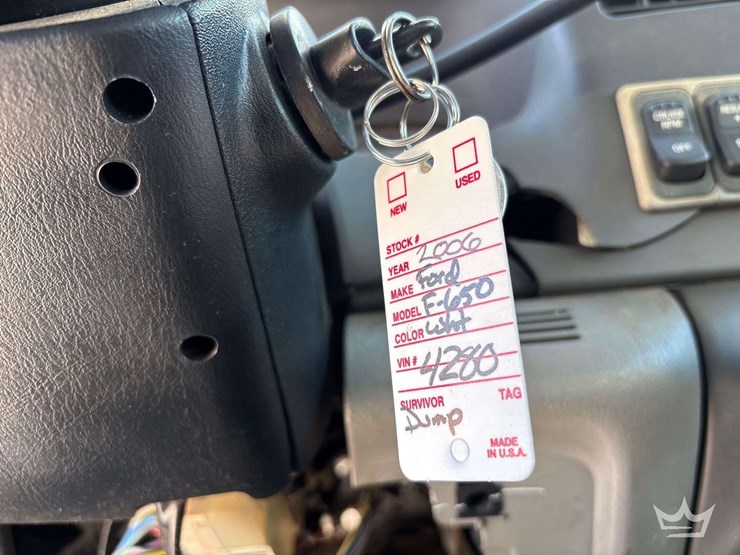 NEW
USED
STOCK #
YEAR 2006
MAKE Ford
MODEL F-650
COLOR Wht
VIN # 4280
SURVIVOR TAG
Dump
MADE
IN U.S.A.
CRUISE
OFF